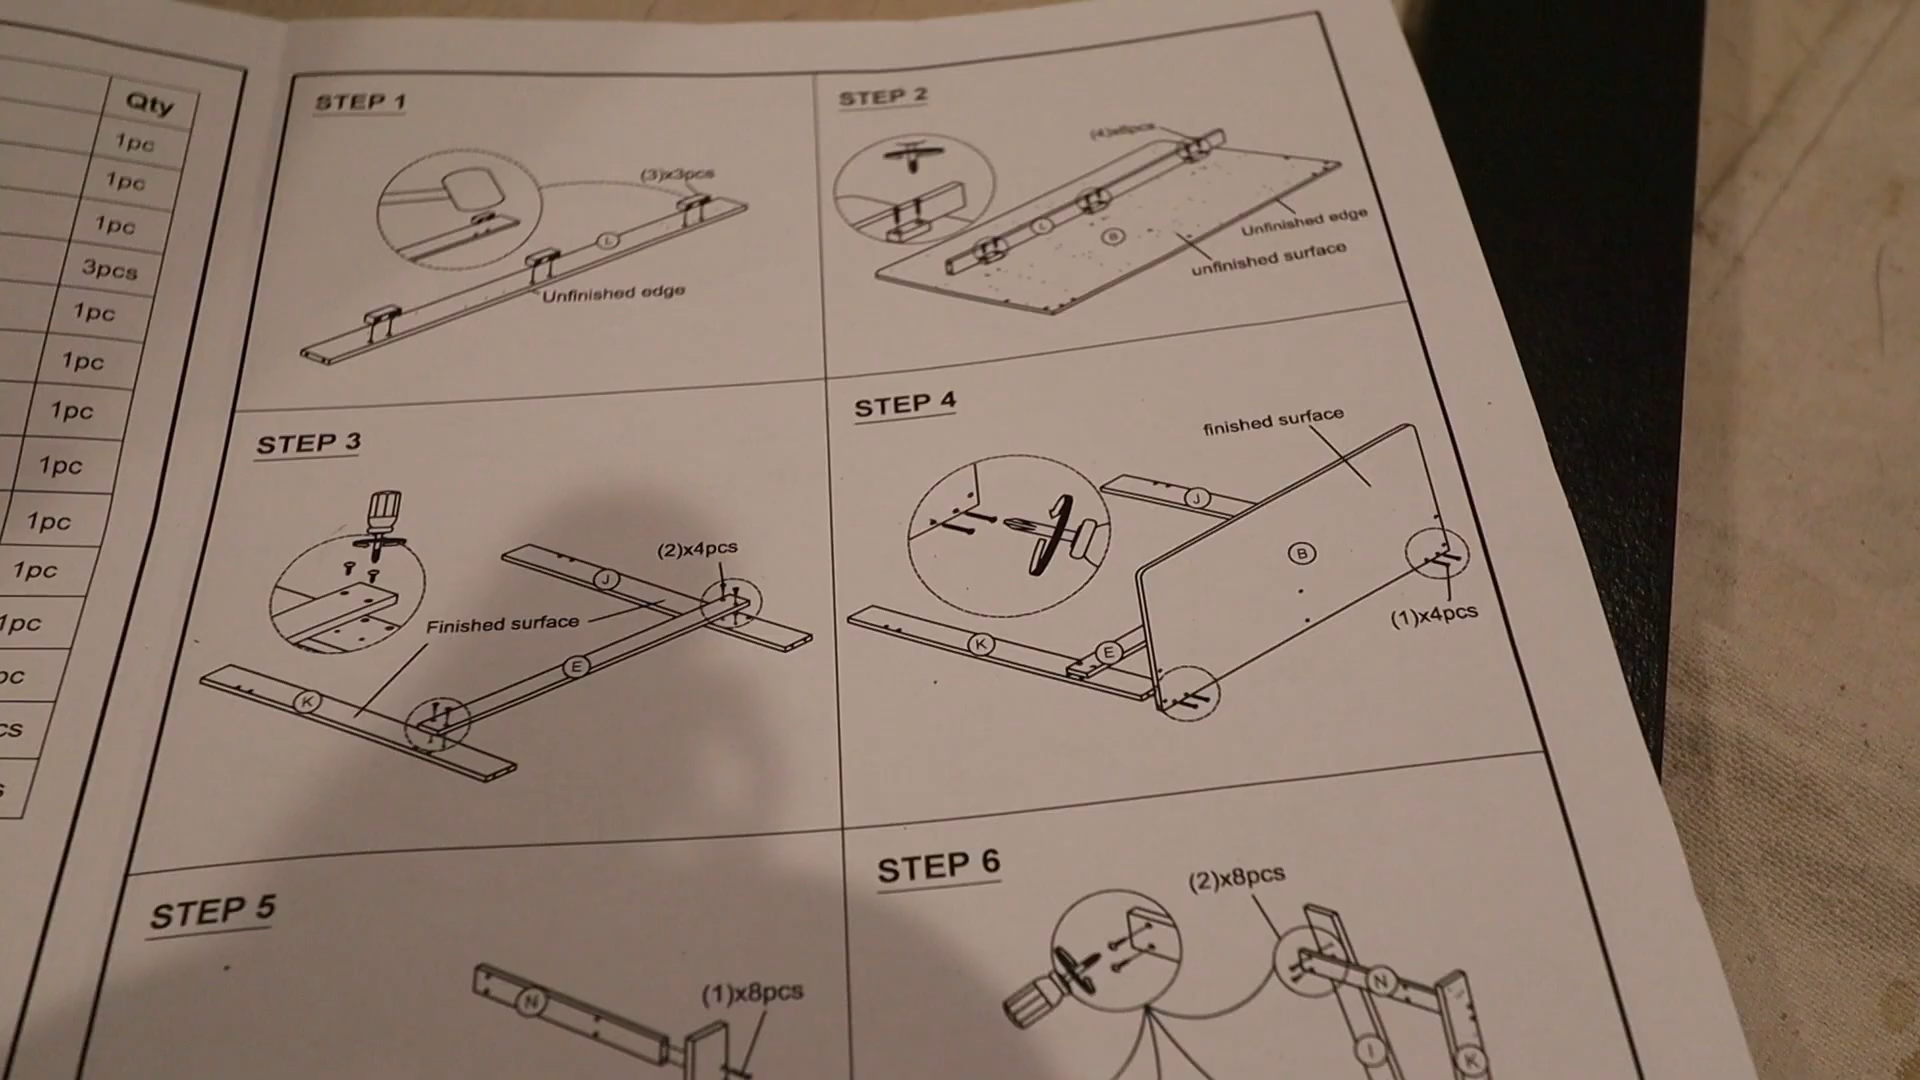 Qty
1pc
1pc
1pc
3pcs
1pc
1pc
1pc
1pc
1pc
1pc
1pc
pc
cs
s
STEP 1
(3)x3pcs
L
Unfinished edge
STEP 2
L
B
Unfinished edge
unfinished surface
STEP 3
(2)x4pcs
J
Finished surface
E
K
STEP 4
finished surface
J
B
K
E
(1)x4pcs
STEP 5
N
(1)x8pcs
STEP 6
(2)x8pcs
N
I
K